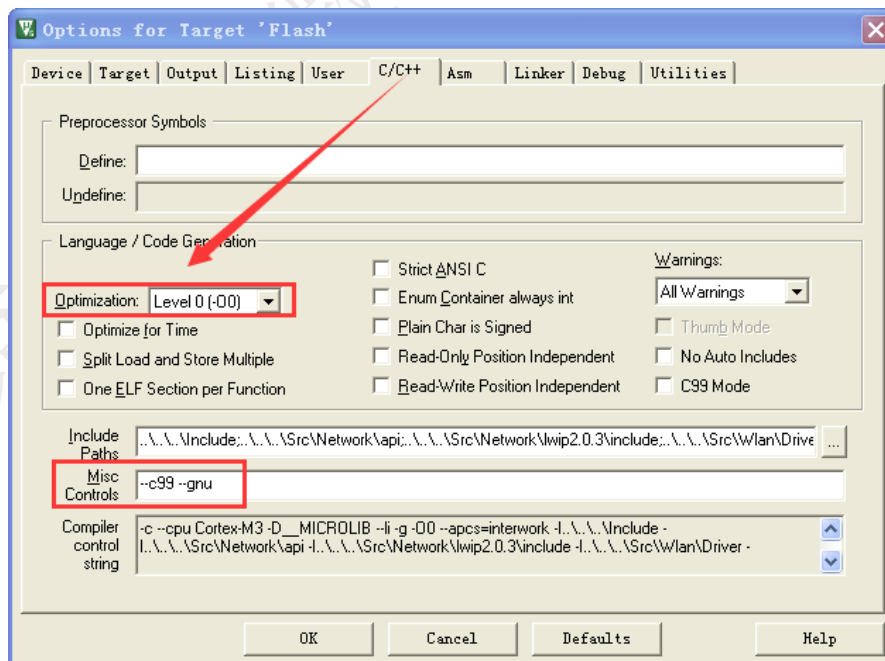 Options for Target 'Flash'
Device Target Output Listing User C/C++ Asm Linker Debug Utilities
Preprocessor Symbols
Define:
Undefine:
Language / Code Generation
Optimization: Level 0 (-O0)
Optimize for Time
Split Load and Store Multiple
One ELF Section per Function
Strict ANSI C
Enum Container always int
Plain Char is Signed
Read-Only Position Independent
Read-Write Position Independent
Warnings:
All Warnings
Thumb Mode
No Auto Includes
C99 Mode
Include
Paths
..\..\..\Include;..\..\..\Src\Network\api;..\..\..\Src\Network\lwip2.0.3\include;..\..\..\Src\Wlan\Drive
...
Misc
Controls
--c99 --gnu
Compiler
control
string
-c --cpu Cortex-M3 -D__MICROLIB --li -g -O0 --apcs=interwork -I..\..\..\Include -
I..\..\..\Src\Network\api -I..\..\..\Src\Network\lwip2.0.3\include -I..\..\..\Src\Wlan\Driver -
OK Cancel Defaults Help